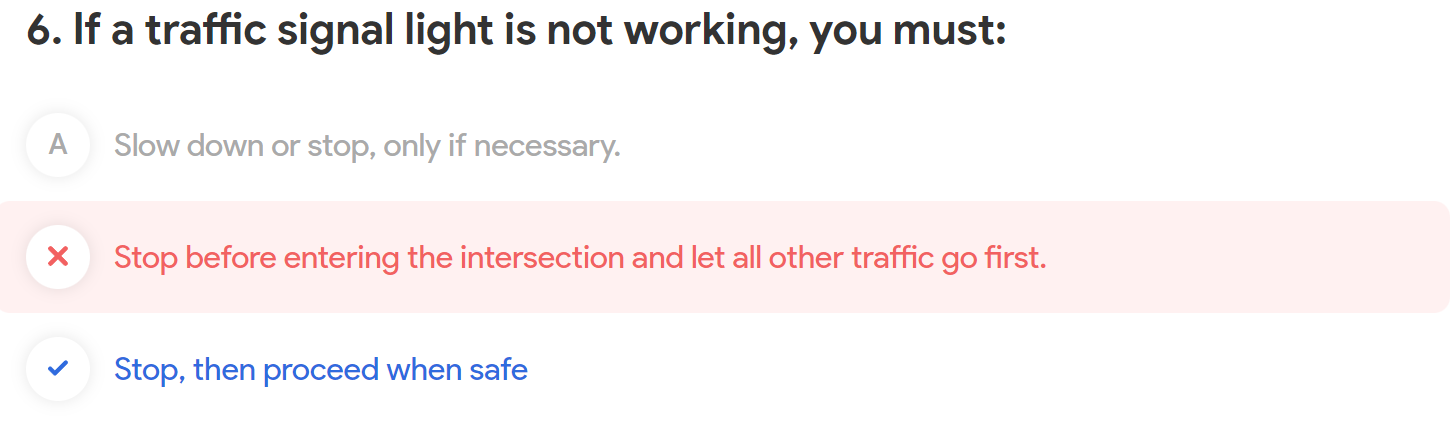 6. If a traffic signal light is not working, you must:
A Slow down or stop, only if necessary.
Stop before entering the intersection and let all other traffic go first.
Stop, then proceed when safe